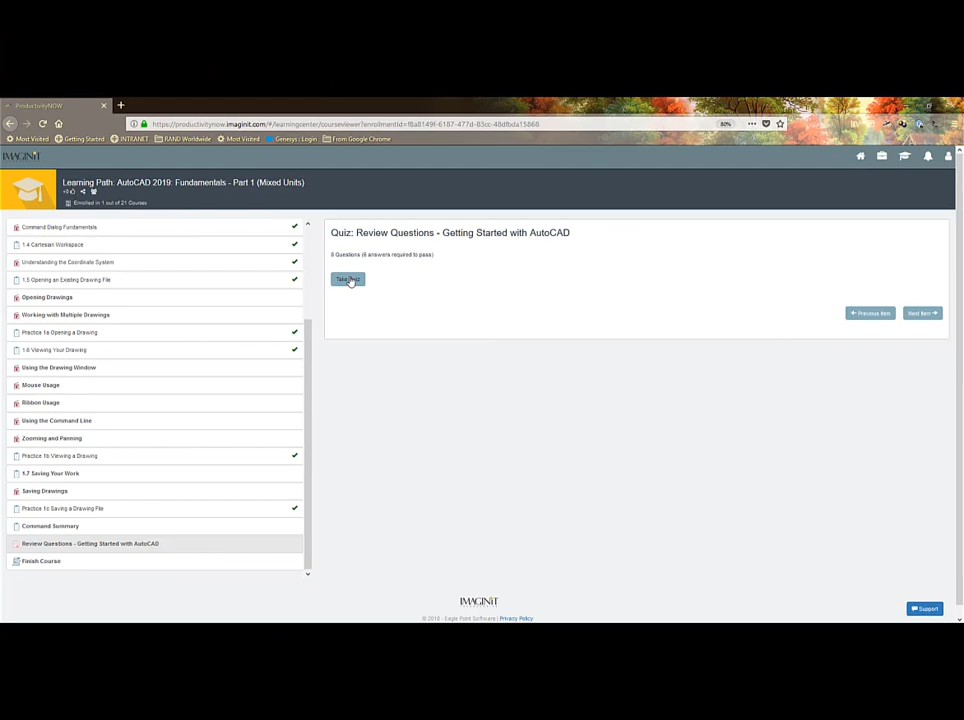 ProductivityNOW
https://productivitynow.imaginit.com/#/learningcenter/courseviewer?enrollmentId=f8a8149f-6187-477d-83cc-48dfbda15868
80%
Most Visited
Getting Started
INTRANET
RAND Worldwide
Most Visited
Genesys : Login
From Google Chrome
IMAGINiT
Learning Path: AutoCAD 2019: Fundamentals - Part 1 (Mixed Units)
Enrolled in 1 out of 21 Courses
Command Dialog Fundamentals
1.4 Cartesian Workspace
Understanding the Coordinate System
1.5 Opening an Existing Drawing File
Opening Drawings
Working with Multiple Drawings
Practice 1a Opening a Drawing
1.6 Viewing Your Drawing
Using the Drawing Window
Mouse Usage
Ribbon Usage
Using the Command Line
Zooming and Panning
Practice 1b Viewing a Drawing
1.7 Saving Your Work
Saving Drawings
Practice 1c Saving a Drawing File
Command Summary
Review Questions - Getting Started with AutoCAD
Finish Course
Quiz: Review Questions - Getting Started with AutoCAD
8 Questions (6 answers required to pass)
Take Quiz
Previous Item
Next Item
IMAGINiT
© 2018 - Eagle Point Software | Privacy Policy
Support